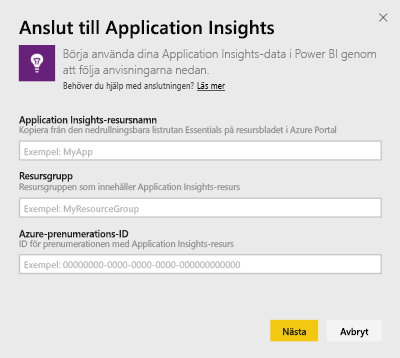 Anslut till Application Insights
Börja använda dina Application Insights-data i Power BI genom
att följa anvisningarna nedan.
Behöver du hjälp med anslutningen? Läs mer
Application Insights-resursnamn
Kopiera från den nedrullningsbara listrutan Essentials på resursbladet i Azure Portal
Exempel: MyApp
Resursgrupp
Resursgruppen som innehåller Application Insights-resurs
Exempel: MyResourceGroup
Azure-prenumerations-ID
ID för prenumerationen med Application Insights-resurs
Exempel: 00000000-0000-0000-0000-000000000000
Nästa
Avbryt